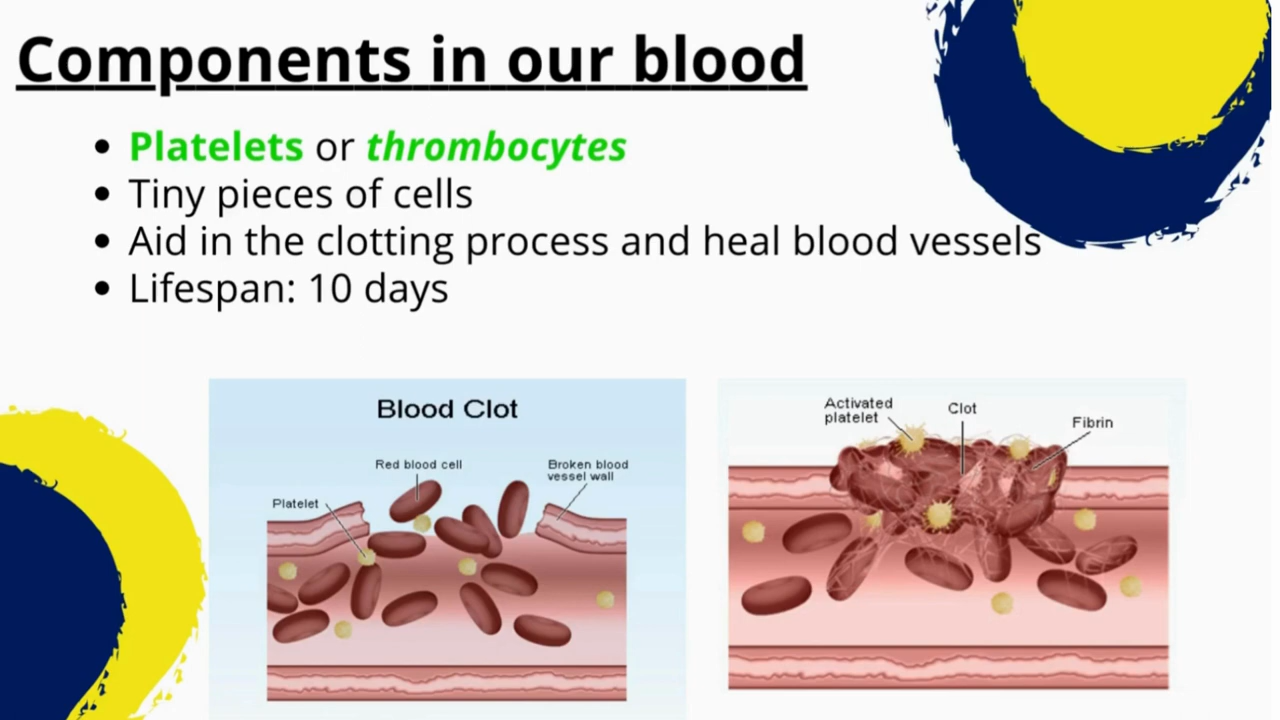 Components in our blood
Platelets or thrombocytes
Tiny pieces of cells
Aid in the clotting process and heal blood vessels
Lifespan: 10 days
Blood Clot
Red blood cell
Broken blood
vessel wall
Platelet
Activated
platelet
Clot
Fibrin